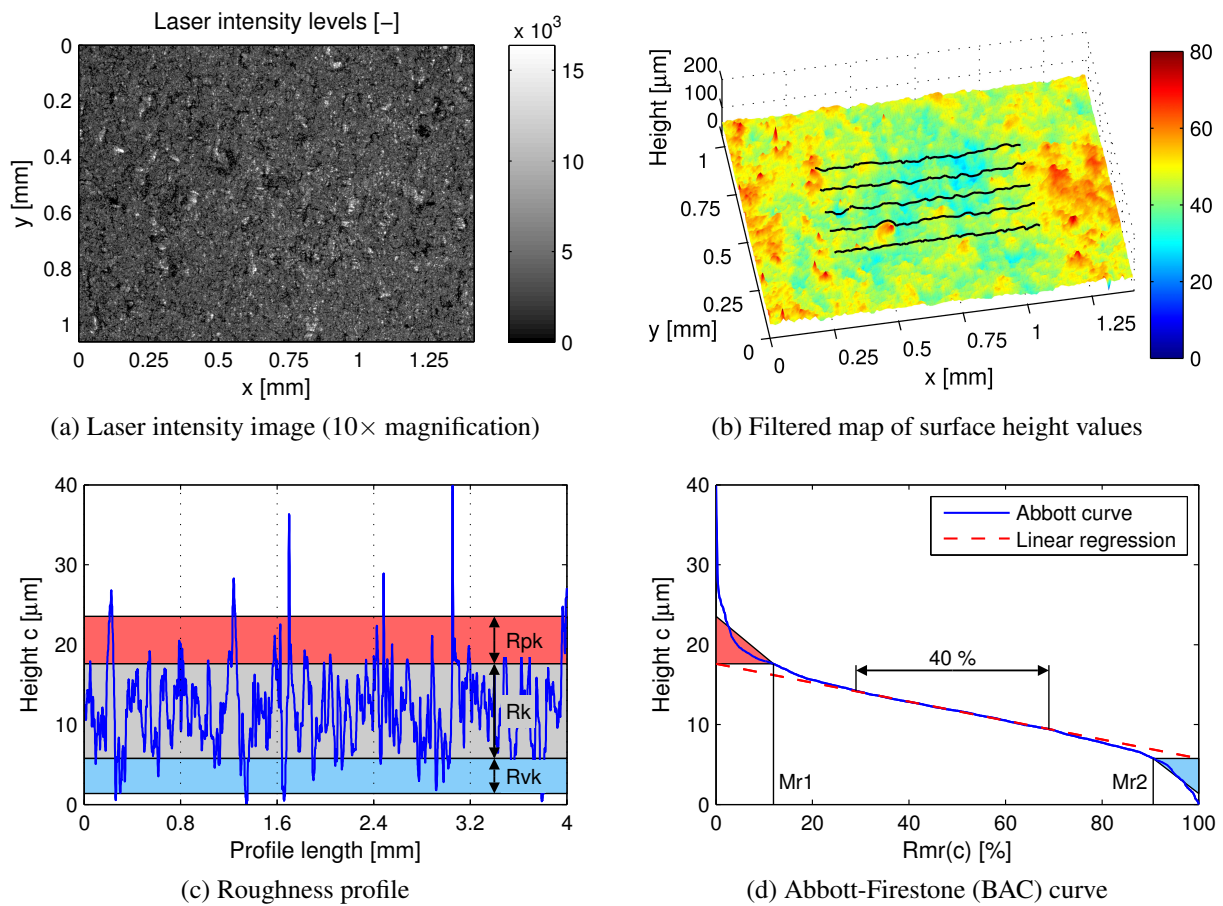 Laser intensity levels [−]
0
0.2
0.4
0.6
0.8
1
y [mm]
0 0.25 0.5 0.75 1 1.25
x [mm]
15 x 10³
10
5
0
(a) Laser intensity image (10× magnification)
Height [μm]
200
100
0
1
0.75
0.5
0.25
0
y [mm]
0 0.25 0.5 0.75 1 1.25
x [mm]
80
60
40
20
0
(b) Filtered map of surface height values
Height c [μm]
40
30
20
10
0
Rpk
Rk
Rvk
0 0.8 1.6 2.4 3.2 4
Profile length [mm]
(c) Roughness profile
Height c [μm]
40
30
20
10
0
Abbott curve
Linear regression
40 %
Mr1
Mr2
0 20 40 60 80 100
Rmr(c) [%]
(d) Abbott-Firestone (BAC) curve